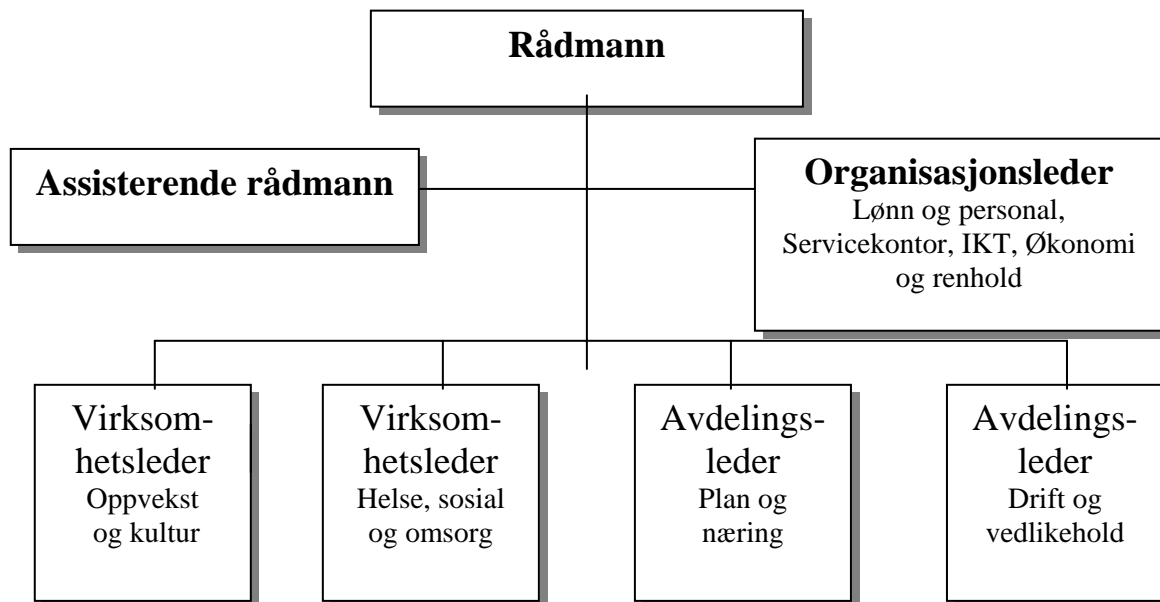 Rådmann
Assisterende rådmann
Organisasjonsleder
Lønn og personal,
Servicekontor, IKT, Økonomi
og renhold
Virksom-
hetsleder
Oppvekst
og kultur
Virksom-
hetsleder
Helse, sosial
og omsorg
Avdelings-
leder
Plan og
næring
Avdelings-
leder
Drift og
vedlikehold